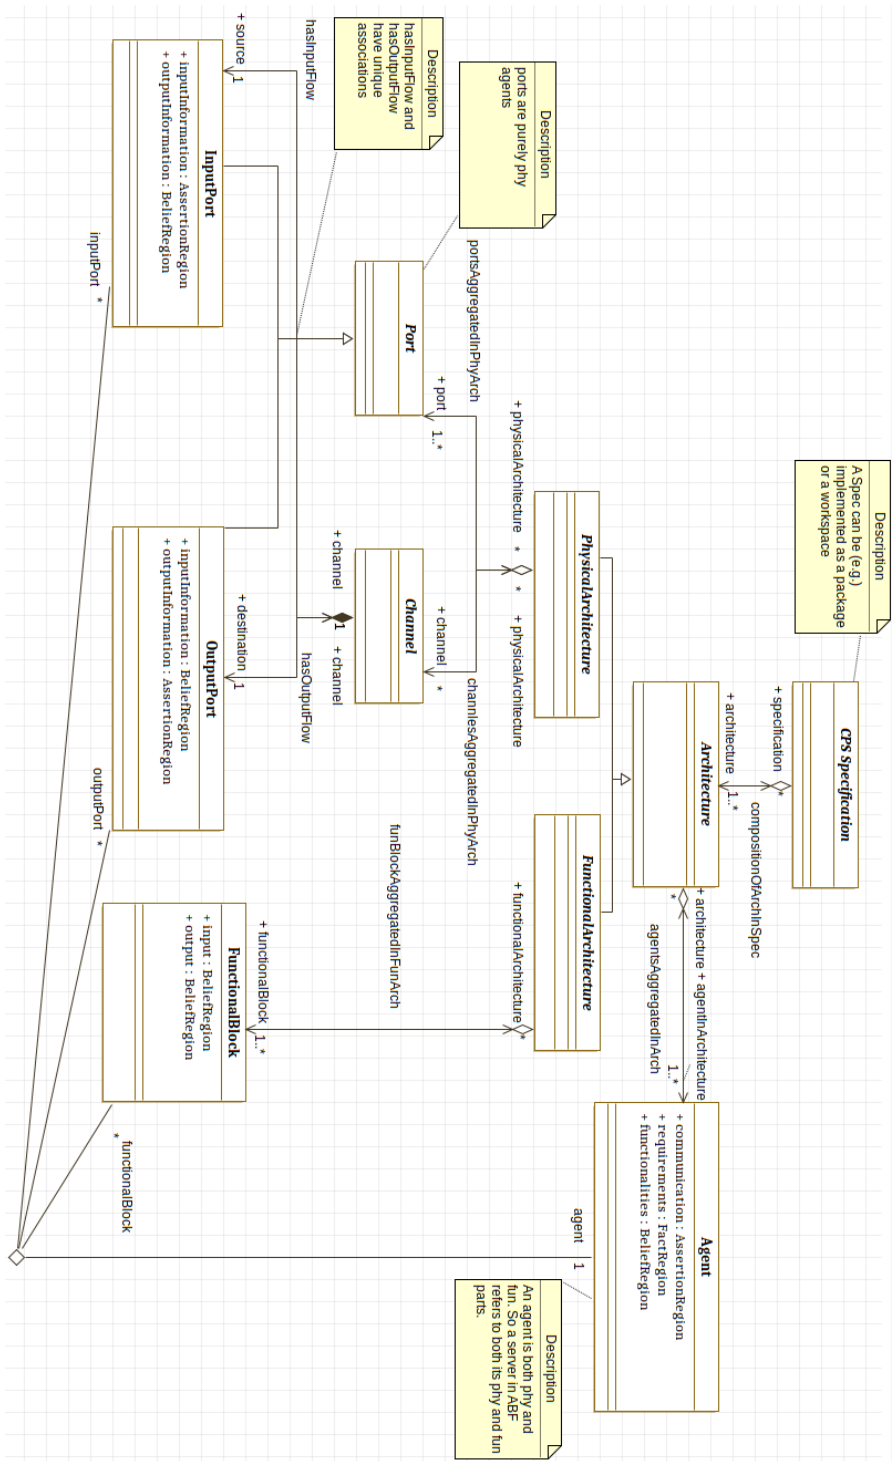 Description
A Spec can be (e.g.)
implemented as a package
or a workspace
CPS Specification
+ specification
*
compositionOfArchInSpec
+ architecture
1..*
Architecture
+ architecture + agentInArchitecture
*
1..*
agentsAggregatedInArch
Agent
+ communication : AssertionRegion
+ requirements : FactRegion
+ functionalities : BeliefRegion
agent
1
Description
An agent is both phy and
fun. So a server in ABF
refers to both its phy and fun
parts.
PhysicalArchitecture
FunctionalArchitecture
+ physicalArchitecture
*
*
+ physicalArchitecture
+ functionalArchitecture
*
Description
ports are purely phy
agents
portsAggregatedInPhyArch
channlesAggregatedInPhyArch
+ port
1..*
+ channel
*
Description
hasInputFlow and
hasOutputFlow
have unique
associations
Port
Channel
funBlockAggregatedInFunArch
+ channel
1
+ channel
hasInputFlow
hasOutputFlow
+ source
1
+ destination
1
+ functionalBlock
1..*
InputPort
+ inputInformation : AssertionRegion
+ outputInformation : BeliefRegion
OutputPort
+ inputInformation : BeliefRegion
+ outputInformation : AssertionRegion
FunctionalBlock
+ input : BeliefRegion
+ output : BeliefRegion
inputPort
*
outputPort
*
functionalBlock
*